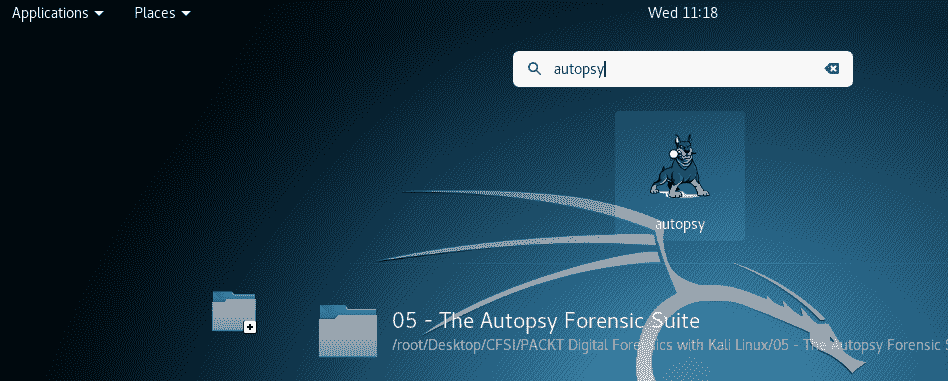 Applications Places Wed 11:18
autopsy
autopsy
05 - The Autopsy Forensic Suite
/root/Desktop/CFSI/PACKT Digital Forensics with Kali Linux/05 - The Autopsy Forensic S